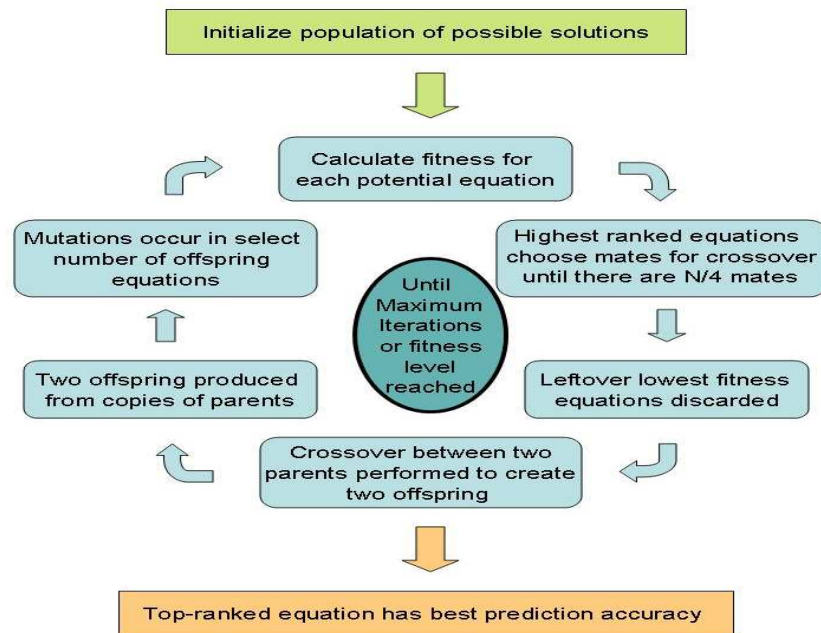 Initialize population of possible solutions
Calculate fitness for
each potential equation
Highest ranked equations
choose mates for crossover
until there are N/4 mates
Leftover lowest fitness
equations discarded
Crossover between two
parents performed to create
two offspring
Two offspring produced
from copies of parents
Mutations occur in select
number of offspring
equations
Until
Maximum
Iterations
or fitness
level
reached
Top-ranked equation has best prediction accuracy